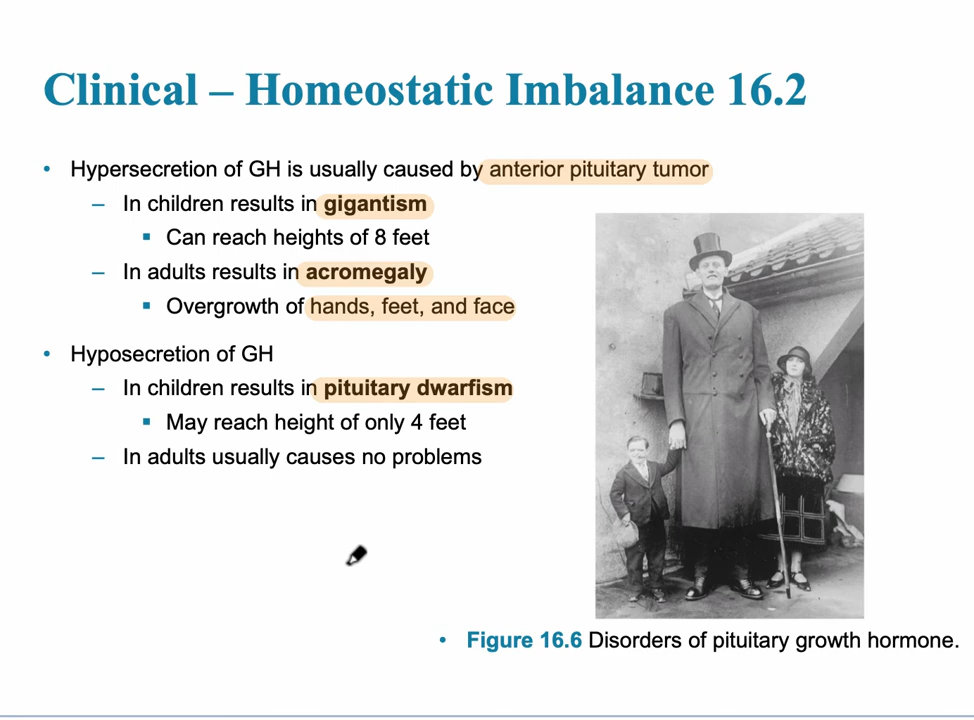 Clinical – Homeostatic Imbalance 16.2
• Hypersecretion of GH is usually caused by anterior pituitary tumor
– In children results in gigantism
▪ Can reach heights of 8 feet
– In adults results in acromegaly
▪ Overgrowth of hands, feet, and face
• Hyposecretion of GH
– In children results in pituitary dwarfism
▪ May reach height of only 4 feet
– In adults usually causes no problems
• Figure 16.6 Disorders of pituitary growth hormone.